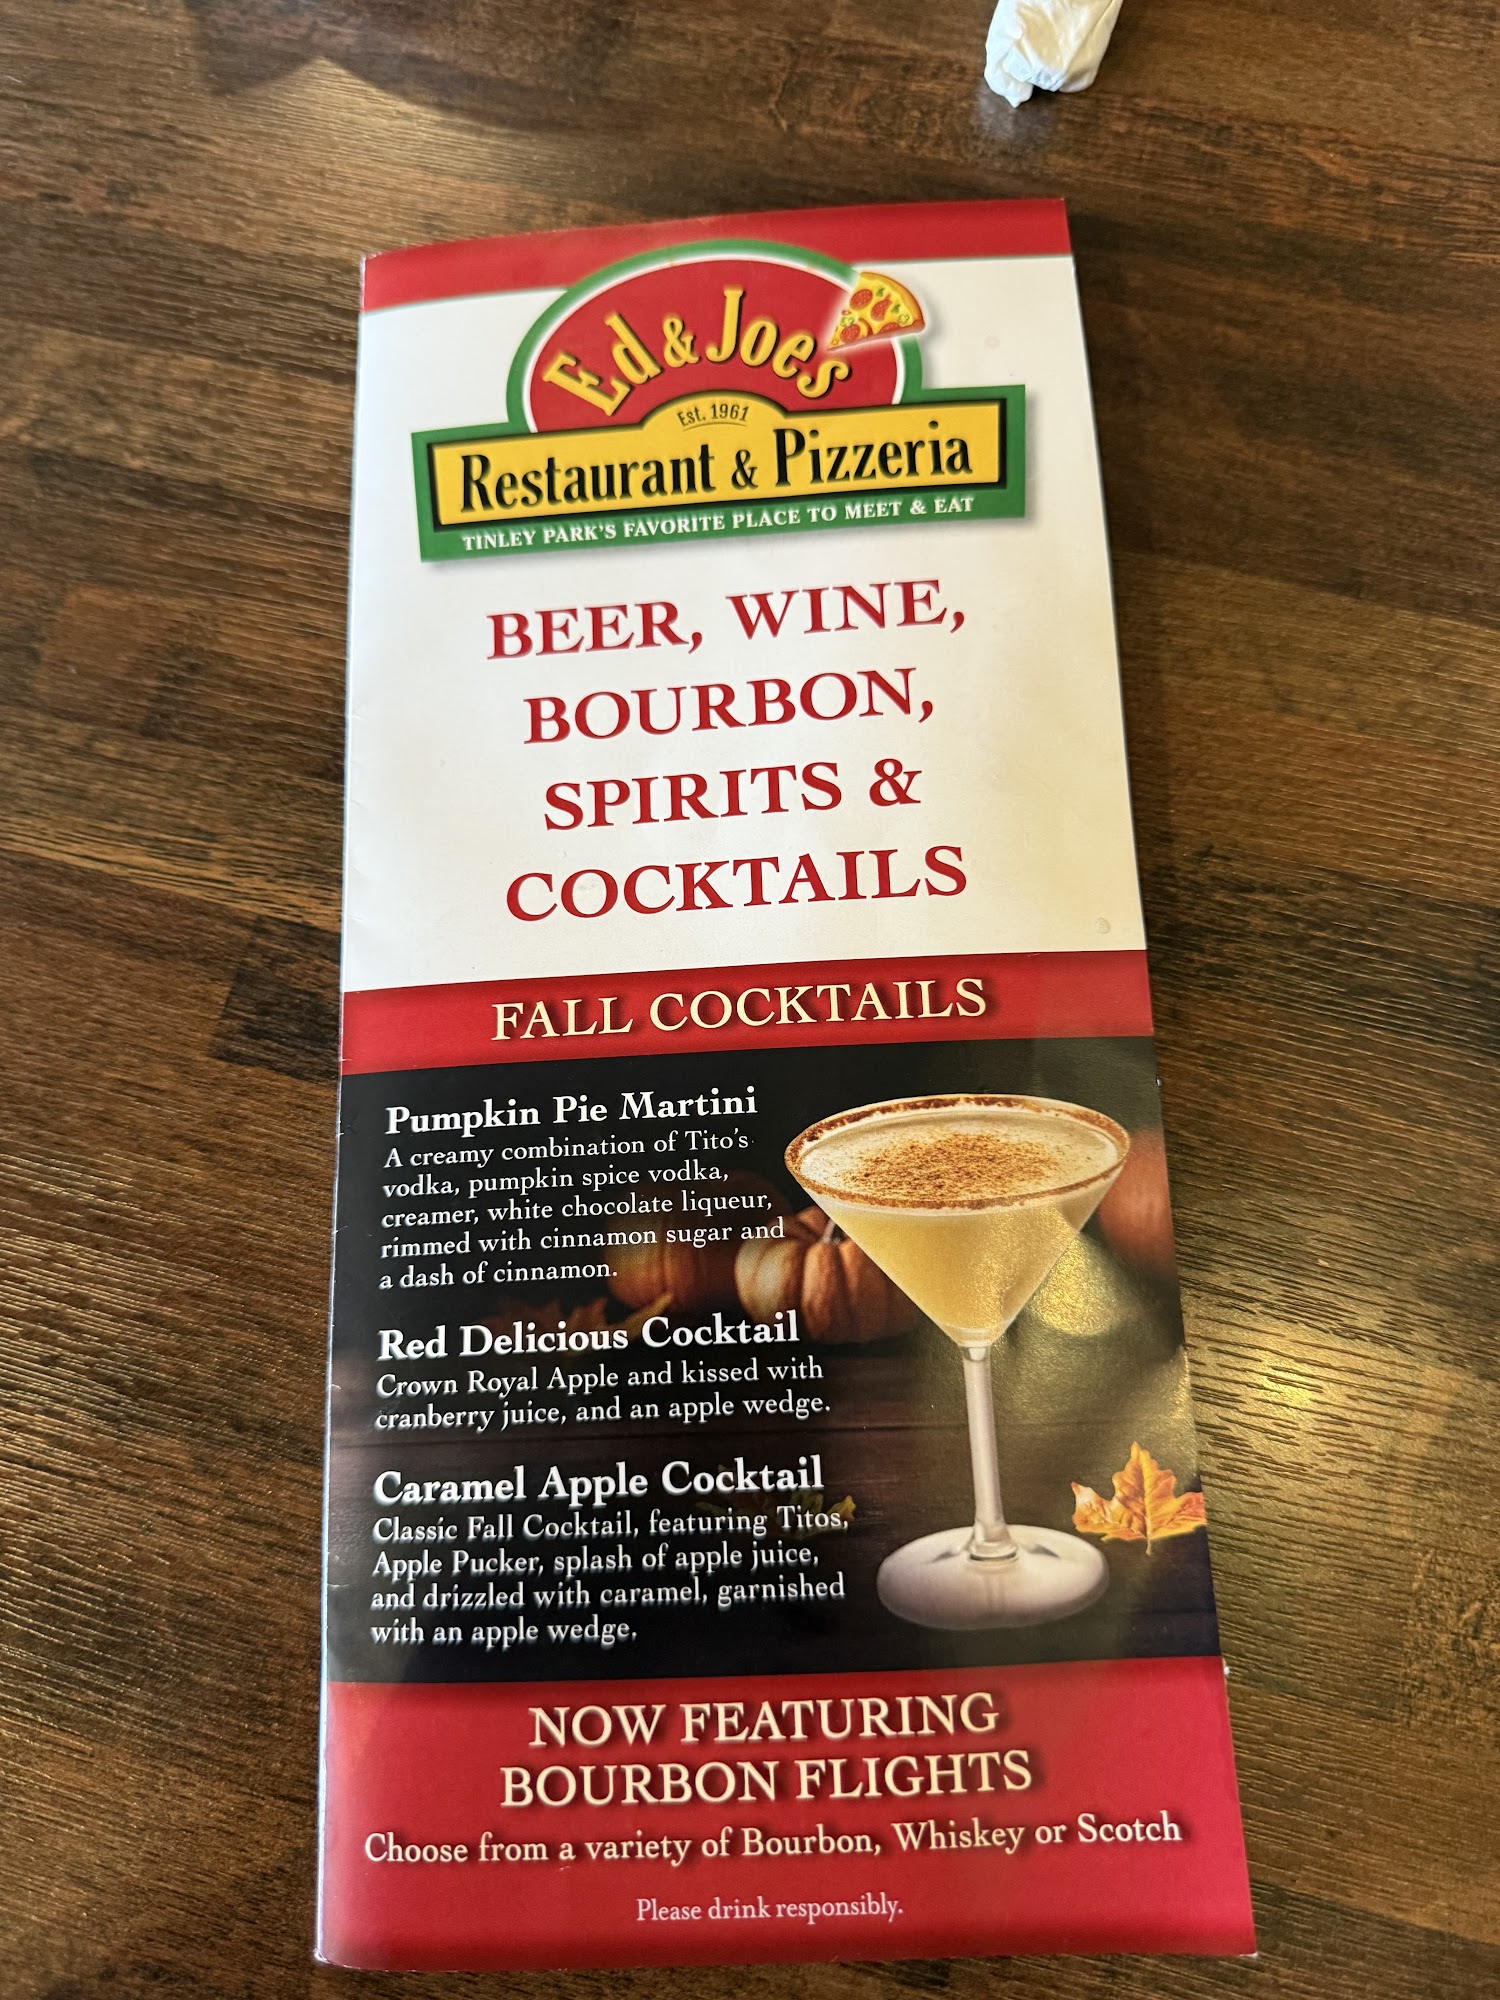 Ed & Joes
Est. 1961
Restaurant & Pizzeria
TINLEY PARK'S FAVORITE PLACE TO MEET & EAT
BEER, WINE,
BOURBON,
SPIRITS &
COCKTAILS
FALL COCKTAILS
Pumpkin Pie Martini
A creamy combination of Tito's
vodka, pumpkin spice vodka,
creamer, white chocolate liqueur,
rimmed with cinnamon sugar and
a dash of cinnamon.
Red Delicious Cocktail
Crown Royal Apple and kissed with
cranberry juice, and an apple wedge.
Caramel Apple Cocktail
Classic Fall Cocktail, featuring Titos,
Apple Pucker, splash of apple juice,
and drizzled with caramel, garnished
with an apple wedge.
NOW FEATURING
BOURBON FLIGHTS
Choose from a variety of Bourbon, Whiskey or Scotch
Please drink responsibly.